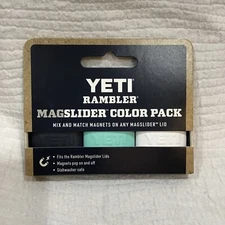 YETI
RAMBLER®
MAGSLIDER COLOR PACK
MIX AND MATCH MAGNETS ON ANY MAGSLIDER™ LID
• Fits the Rambler Magslider Lids
• Magnets pop on and off
• Dishwasher safe